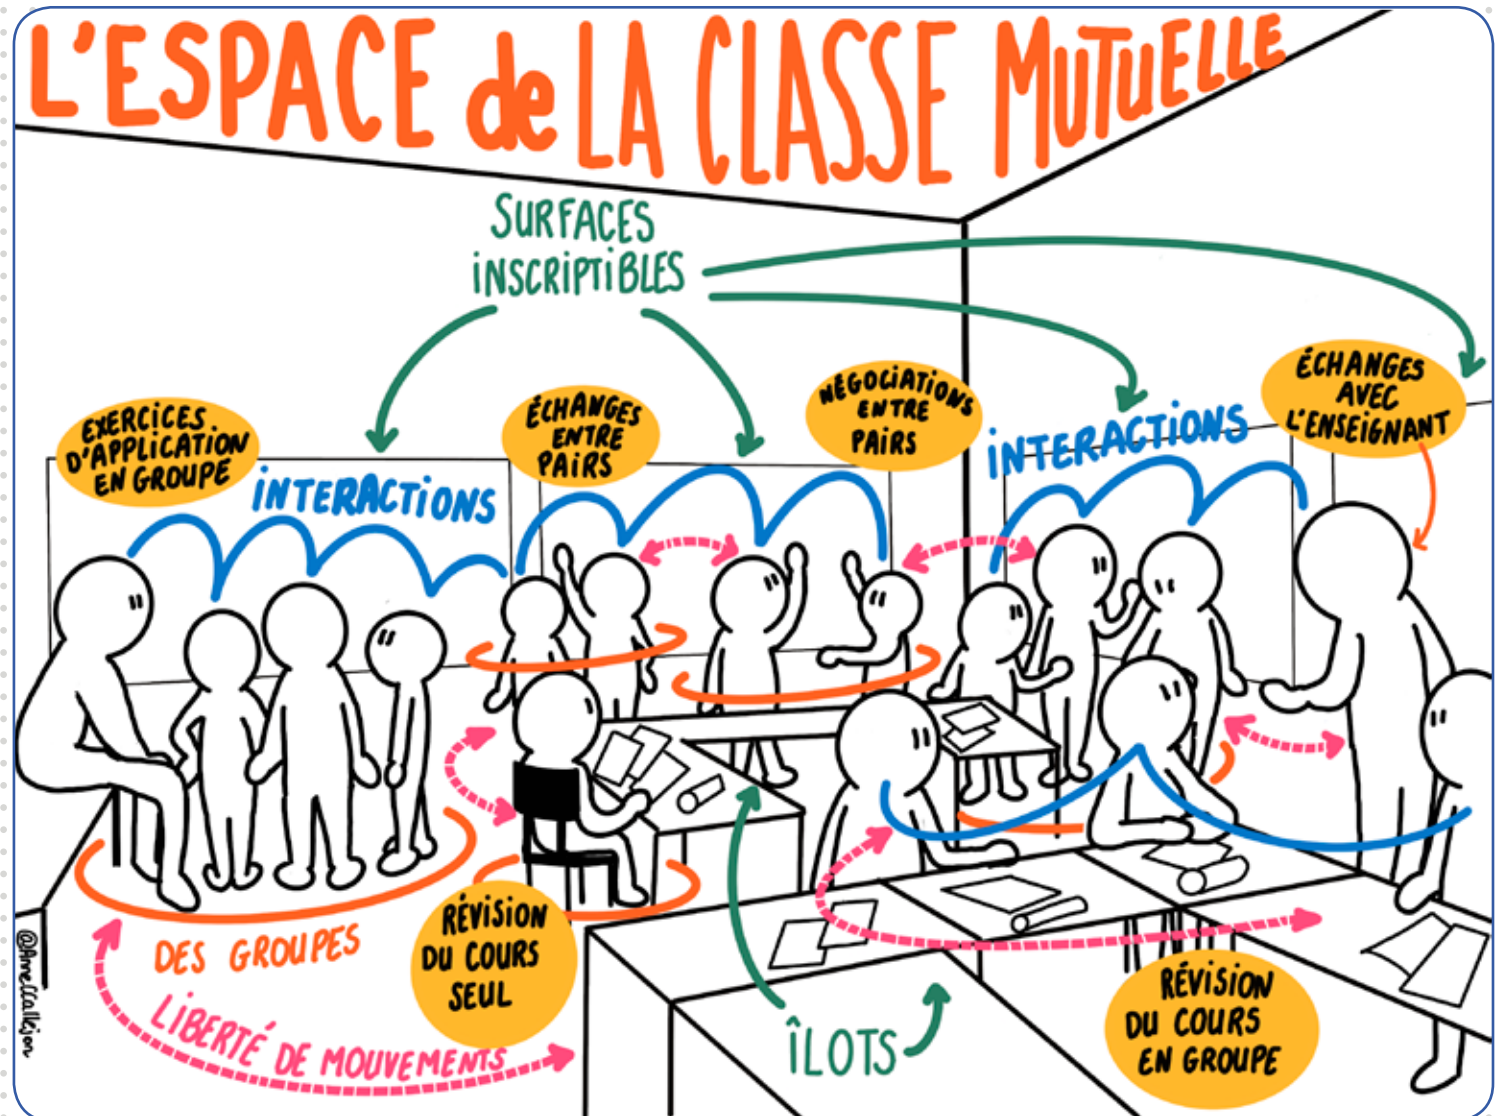 L'ESPACE de LA CLASSE MUTUELLE
SURFACES
INSCRIPTIBLES
EXERCICES
D'APPLICATION
EN GROUPE
INTERACTIONS
ÉCHANGES
ENTRE
PAIRS
NÉGOCIATIONS
ENTRE
PAIRS
INTERACTIONS
ÉCHANGES
AVEC
L'ENSEIGNANT
DES GROUPES
LIBERTÉ DE MOUVEMENTS
RÉVISION
DU COURS
SEUL
ÎLOTS
RÉVISION
DU COURS
EN GROUPE